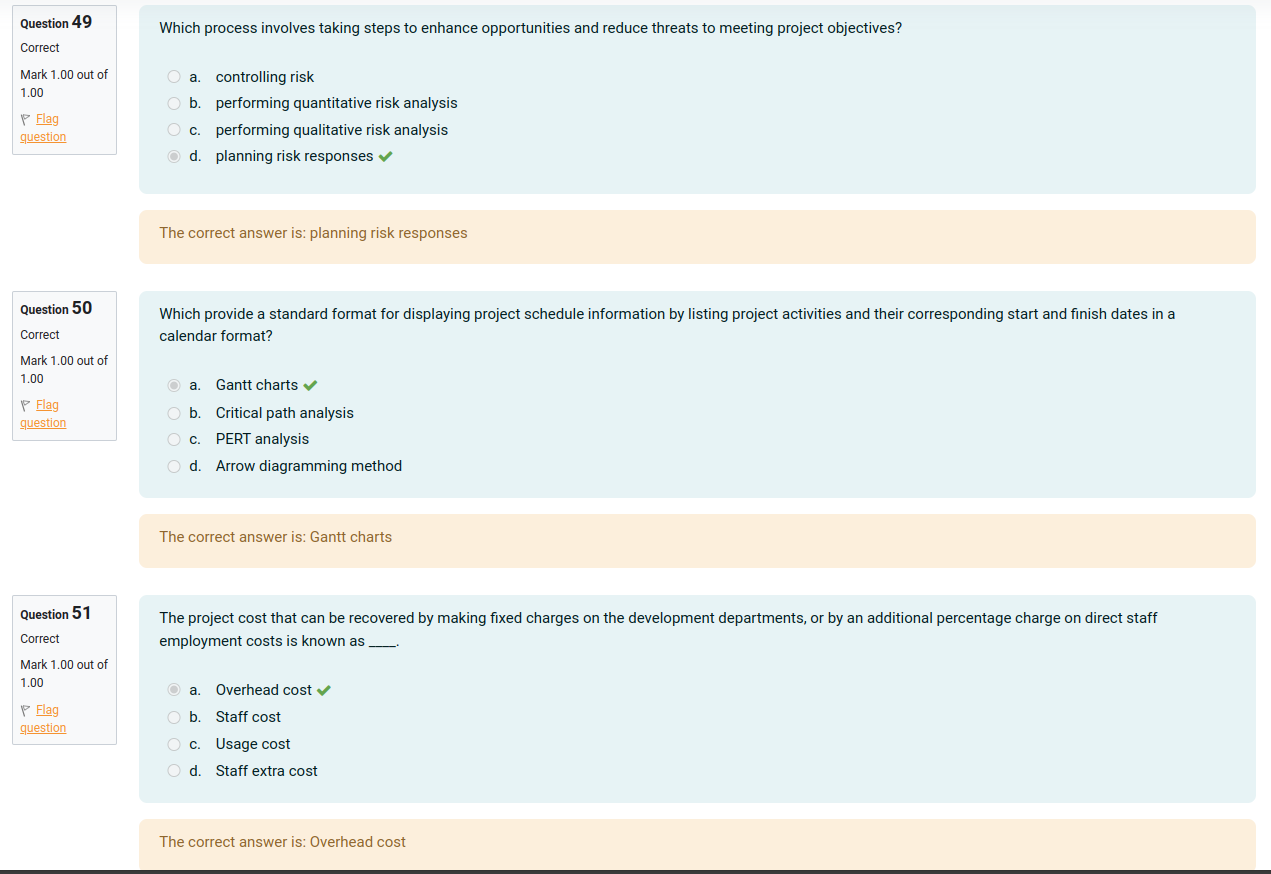 Question 49
Correct
Mark 1.00 out of
1.00
Flag
question
Which process involves taking steps to enhance opportunities and reduce threats to meeting project objectives?
a. controlling risk
b. performing quantitative risk analysis
c. performing qualitative risk analysis
d. planning risk responses
The correct answer is: planning risk responses
Question 50
Correct
Mark 1.00 out of
1.00
Flag
question
Which provide a standard format for displaying project schedule information by listing project activities and their corresponding start and finish dates in a
calendar format?
a. Gantt charts
b. Critical path analysis
c. PERT analysis
d. Arrow diagramming method
The correct answer is: Gantt charts
Question 51
Correct
Mark 1.00 out of
1.00
Flag
question
The project cost that can be recovered by making fixed charges on the development departments, or by an additional percentage charge on direct staff
employment costs is known as ____.
a. Overhead cost
b. Staff cost
c. Usage cost
d. Staff extra cost
The correct answer is: Overhead cost